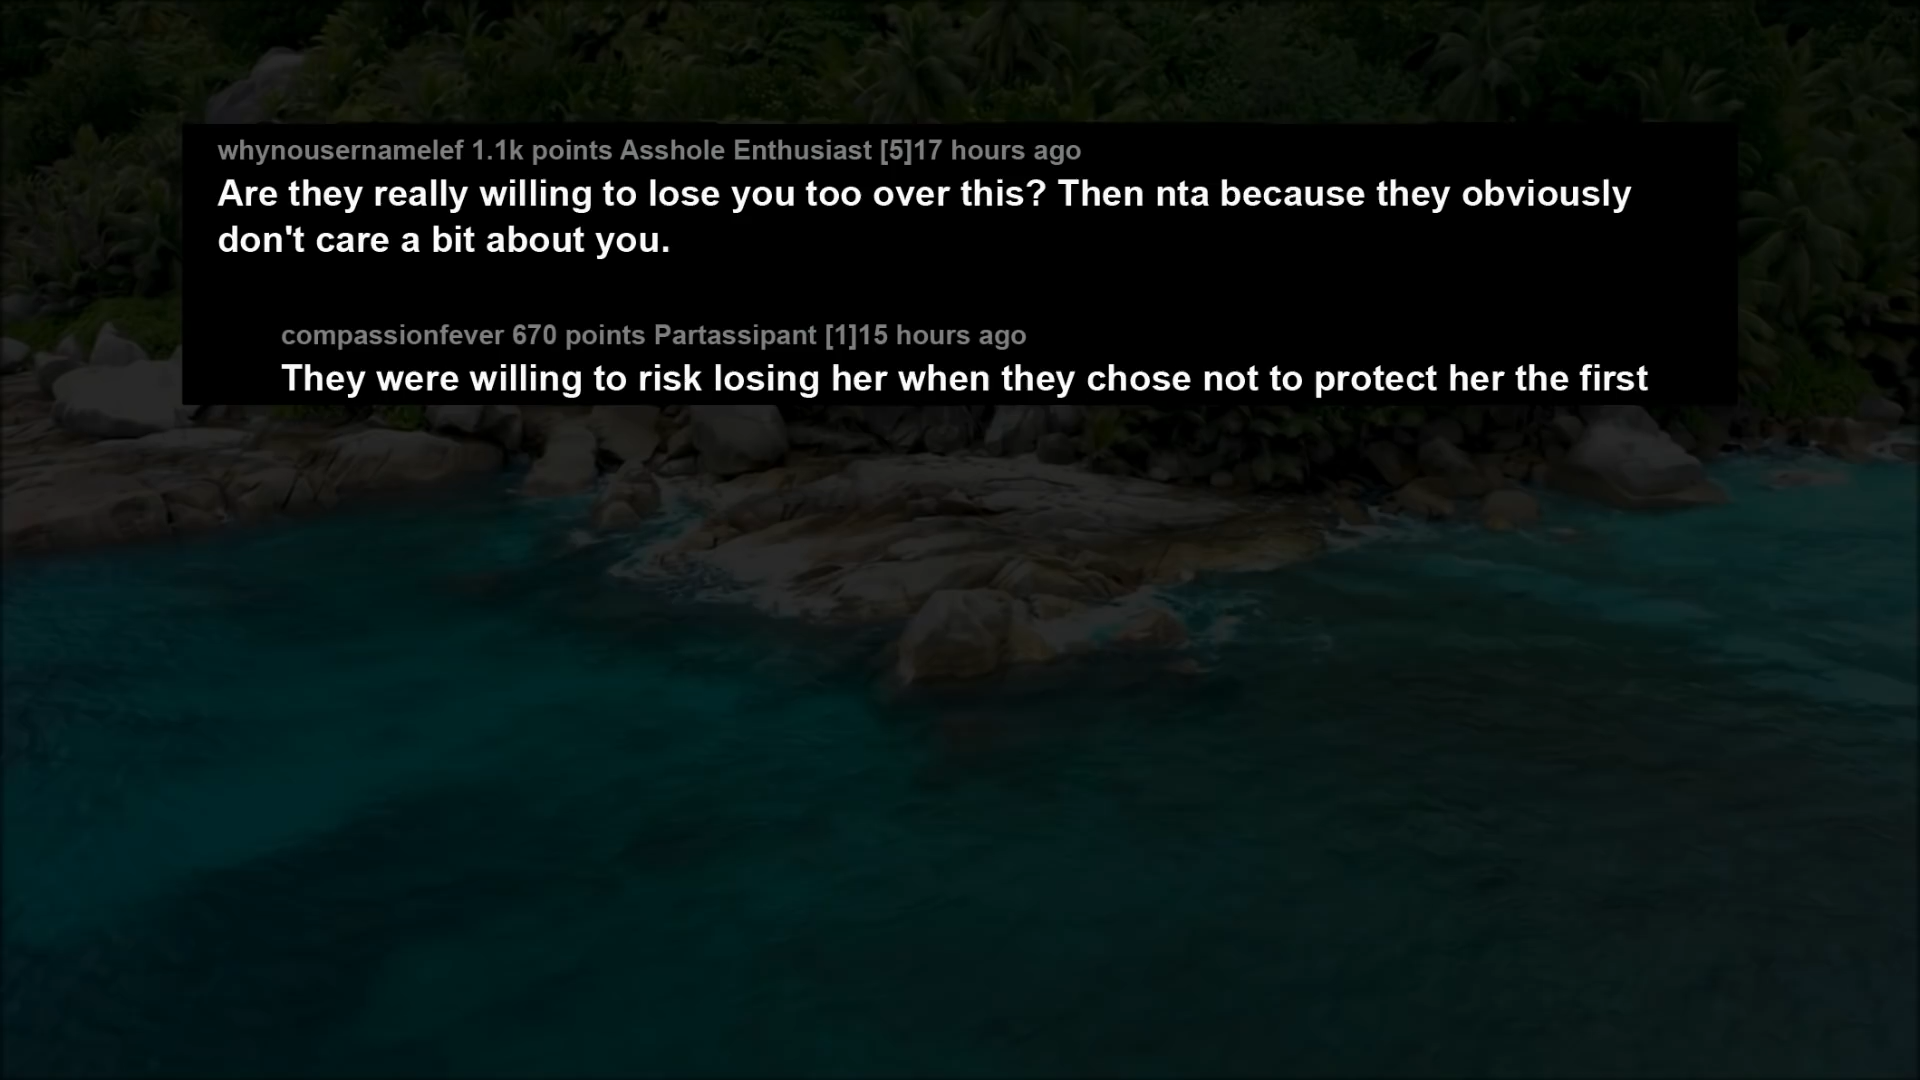 whynousernamelef 1.1k points Asshole Enthusiast [5]17 hours ago
Are they really willing to lose you too over this? Then nta because they obviously
don't care a bit about you.
compassionfever 670 points Partassipant [1]15 hours ago
They were willing to risk losing her when they chose not to protect her the first